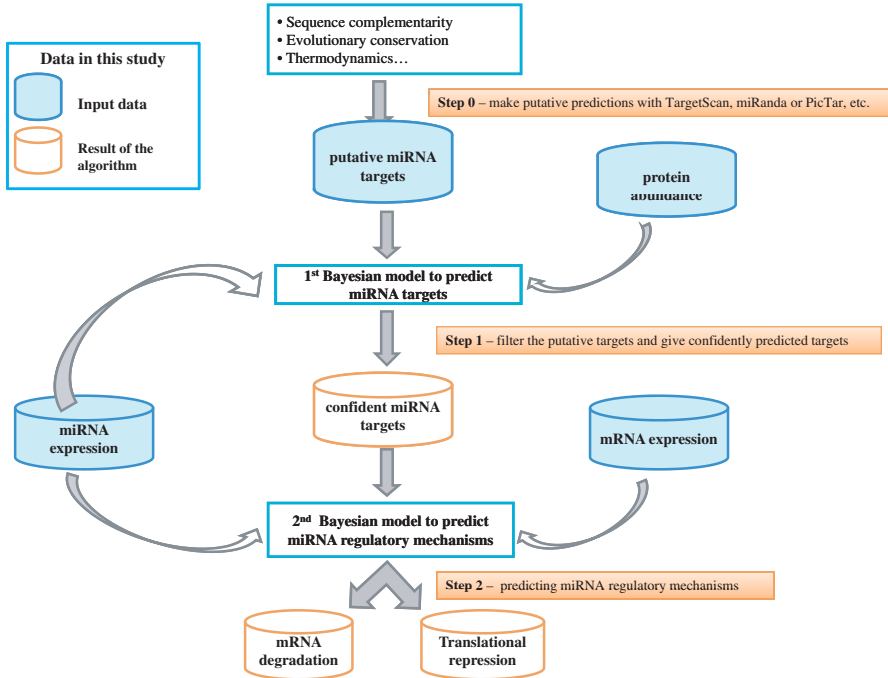 • Sequence complementarity
• Evolutionary conservation
• Thermodynamics…
Data in this study
Input data
Result of the
algorithm
Step 0 – make putative predictions with TargetScan, miRanda or PicTar, etc.
putative miRNA
targets
protein
abundance
1st Bayesian model to predict
miRNA targets
Step 1 – filter the putative targets and give confidently predicted targets
confident miRNA
targets
miRNA
expression
mRNA expression
2nd Bayesian model to predict
miRNA regulatory mechanisms
Step 2 – predicting miRNA regulatory mechanisms
mRNA
degradation
Translational
repression